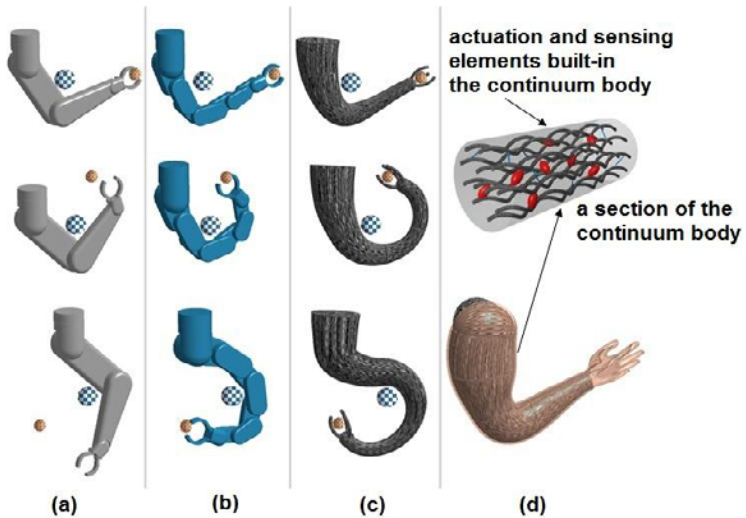 actuation and sensing
elements built-in
the continuum body
a section of the
continuum body
(a)
(b)
(c)
(d)